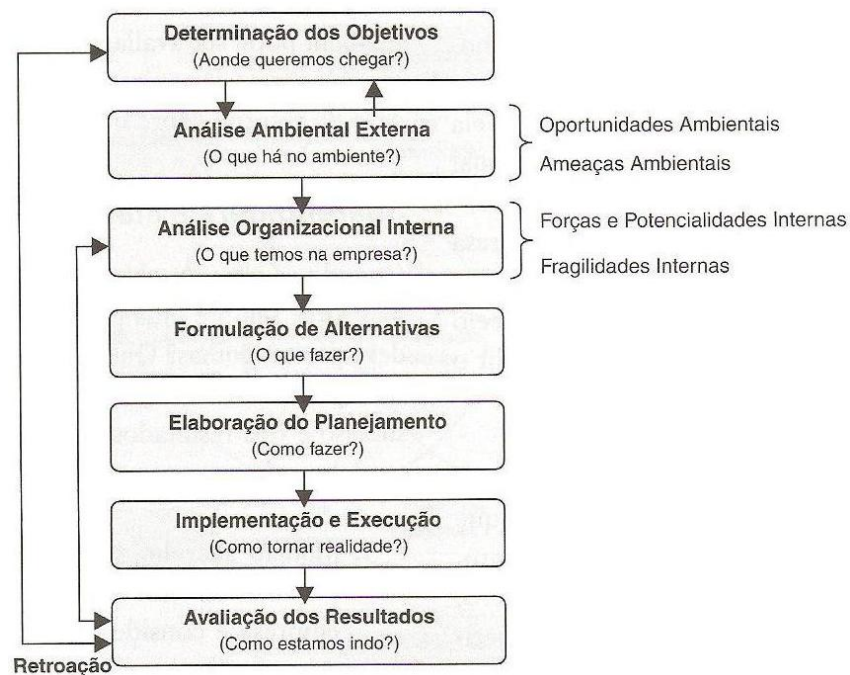 Determinação dos Objetivos
(Aonde queremos chegar?)
Análise Ambiental Externa
(O que há no ambiente?)
Oportunidades Ambientais
Ameaças Ambientais
Análise Organizacional Interna
(O que temos na empresa?)
Forças e Potencialidades Internas
Fragilidades Internas
Formulação de Alternativas
(O que fazer?)
Elaboração do Planejamento
(Como fazer?)
Implementação e Execução
(Como tornar realidade?)
Avaliação dos Resultados
(Como estamos indo?)
Retroação